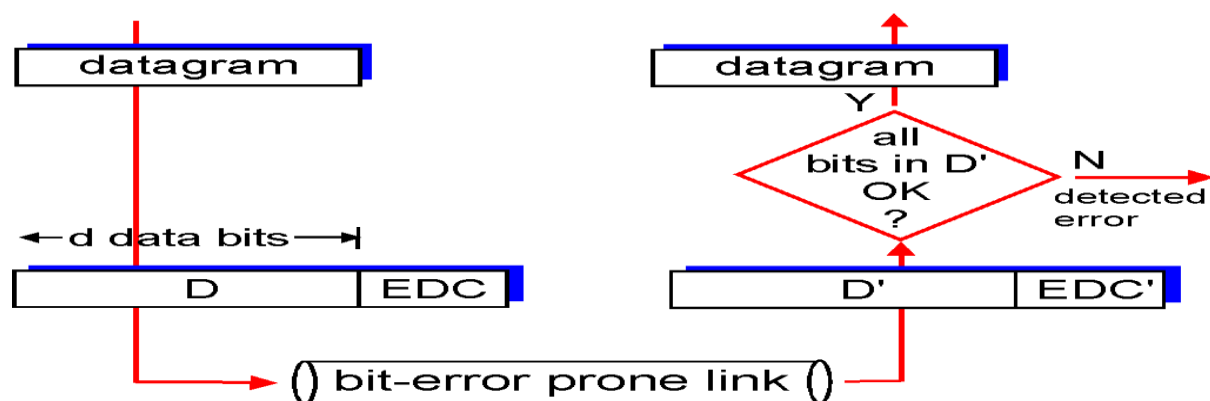 datagram
datagram
Y
all
bits in D'
OK
?
N
detected
error
d data bits
D
EDC
D'
EDC'
() bit-error prone link ()